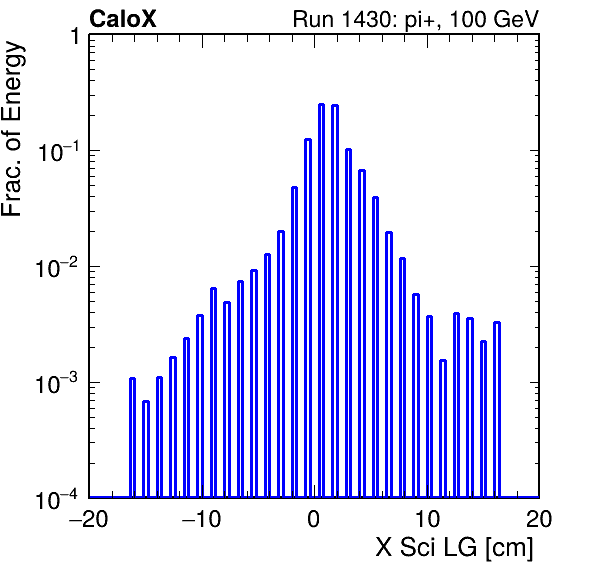 CaloX Run 1430: pi+, 100 GeV
Frac. of Energy
1
10⁻¹
10⁻²
10⁻³
10⁻⁴
−20 −10 0 10 20
X Sci LG [cm]